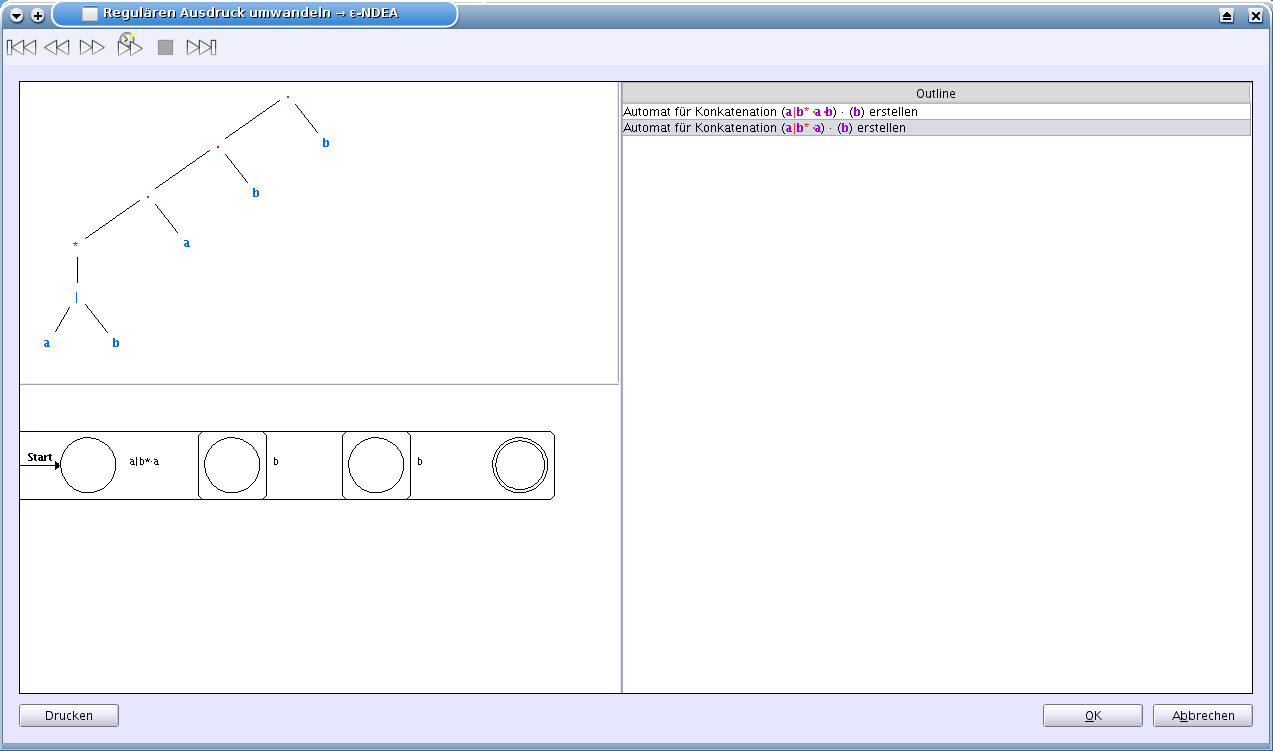 Regulären Ausdruck umwandeln → ε-NDEA
·
b
·
b
·
a
*
|
a b
Start a|b*·a b b
Outline
Automat für Konkatenation (a|b*·a·b) · (b) erstellen
Automat für Konkatenation (a|b*·a) · (b) erstellen
Drucken
OK
Abbrechen